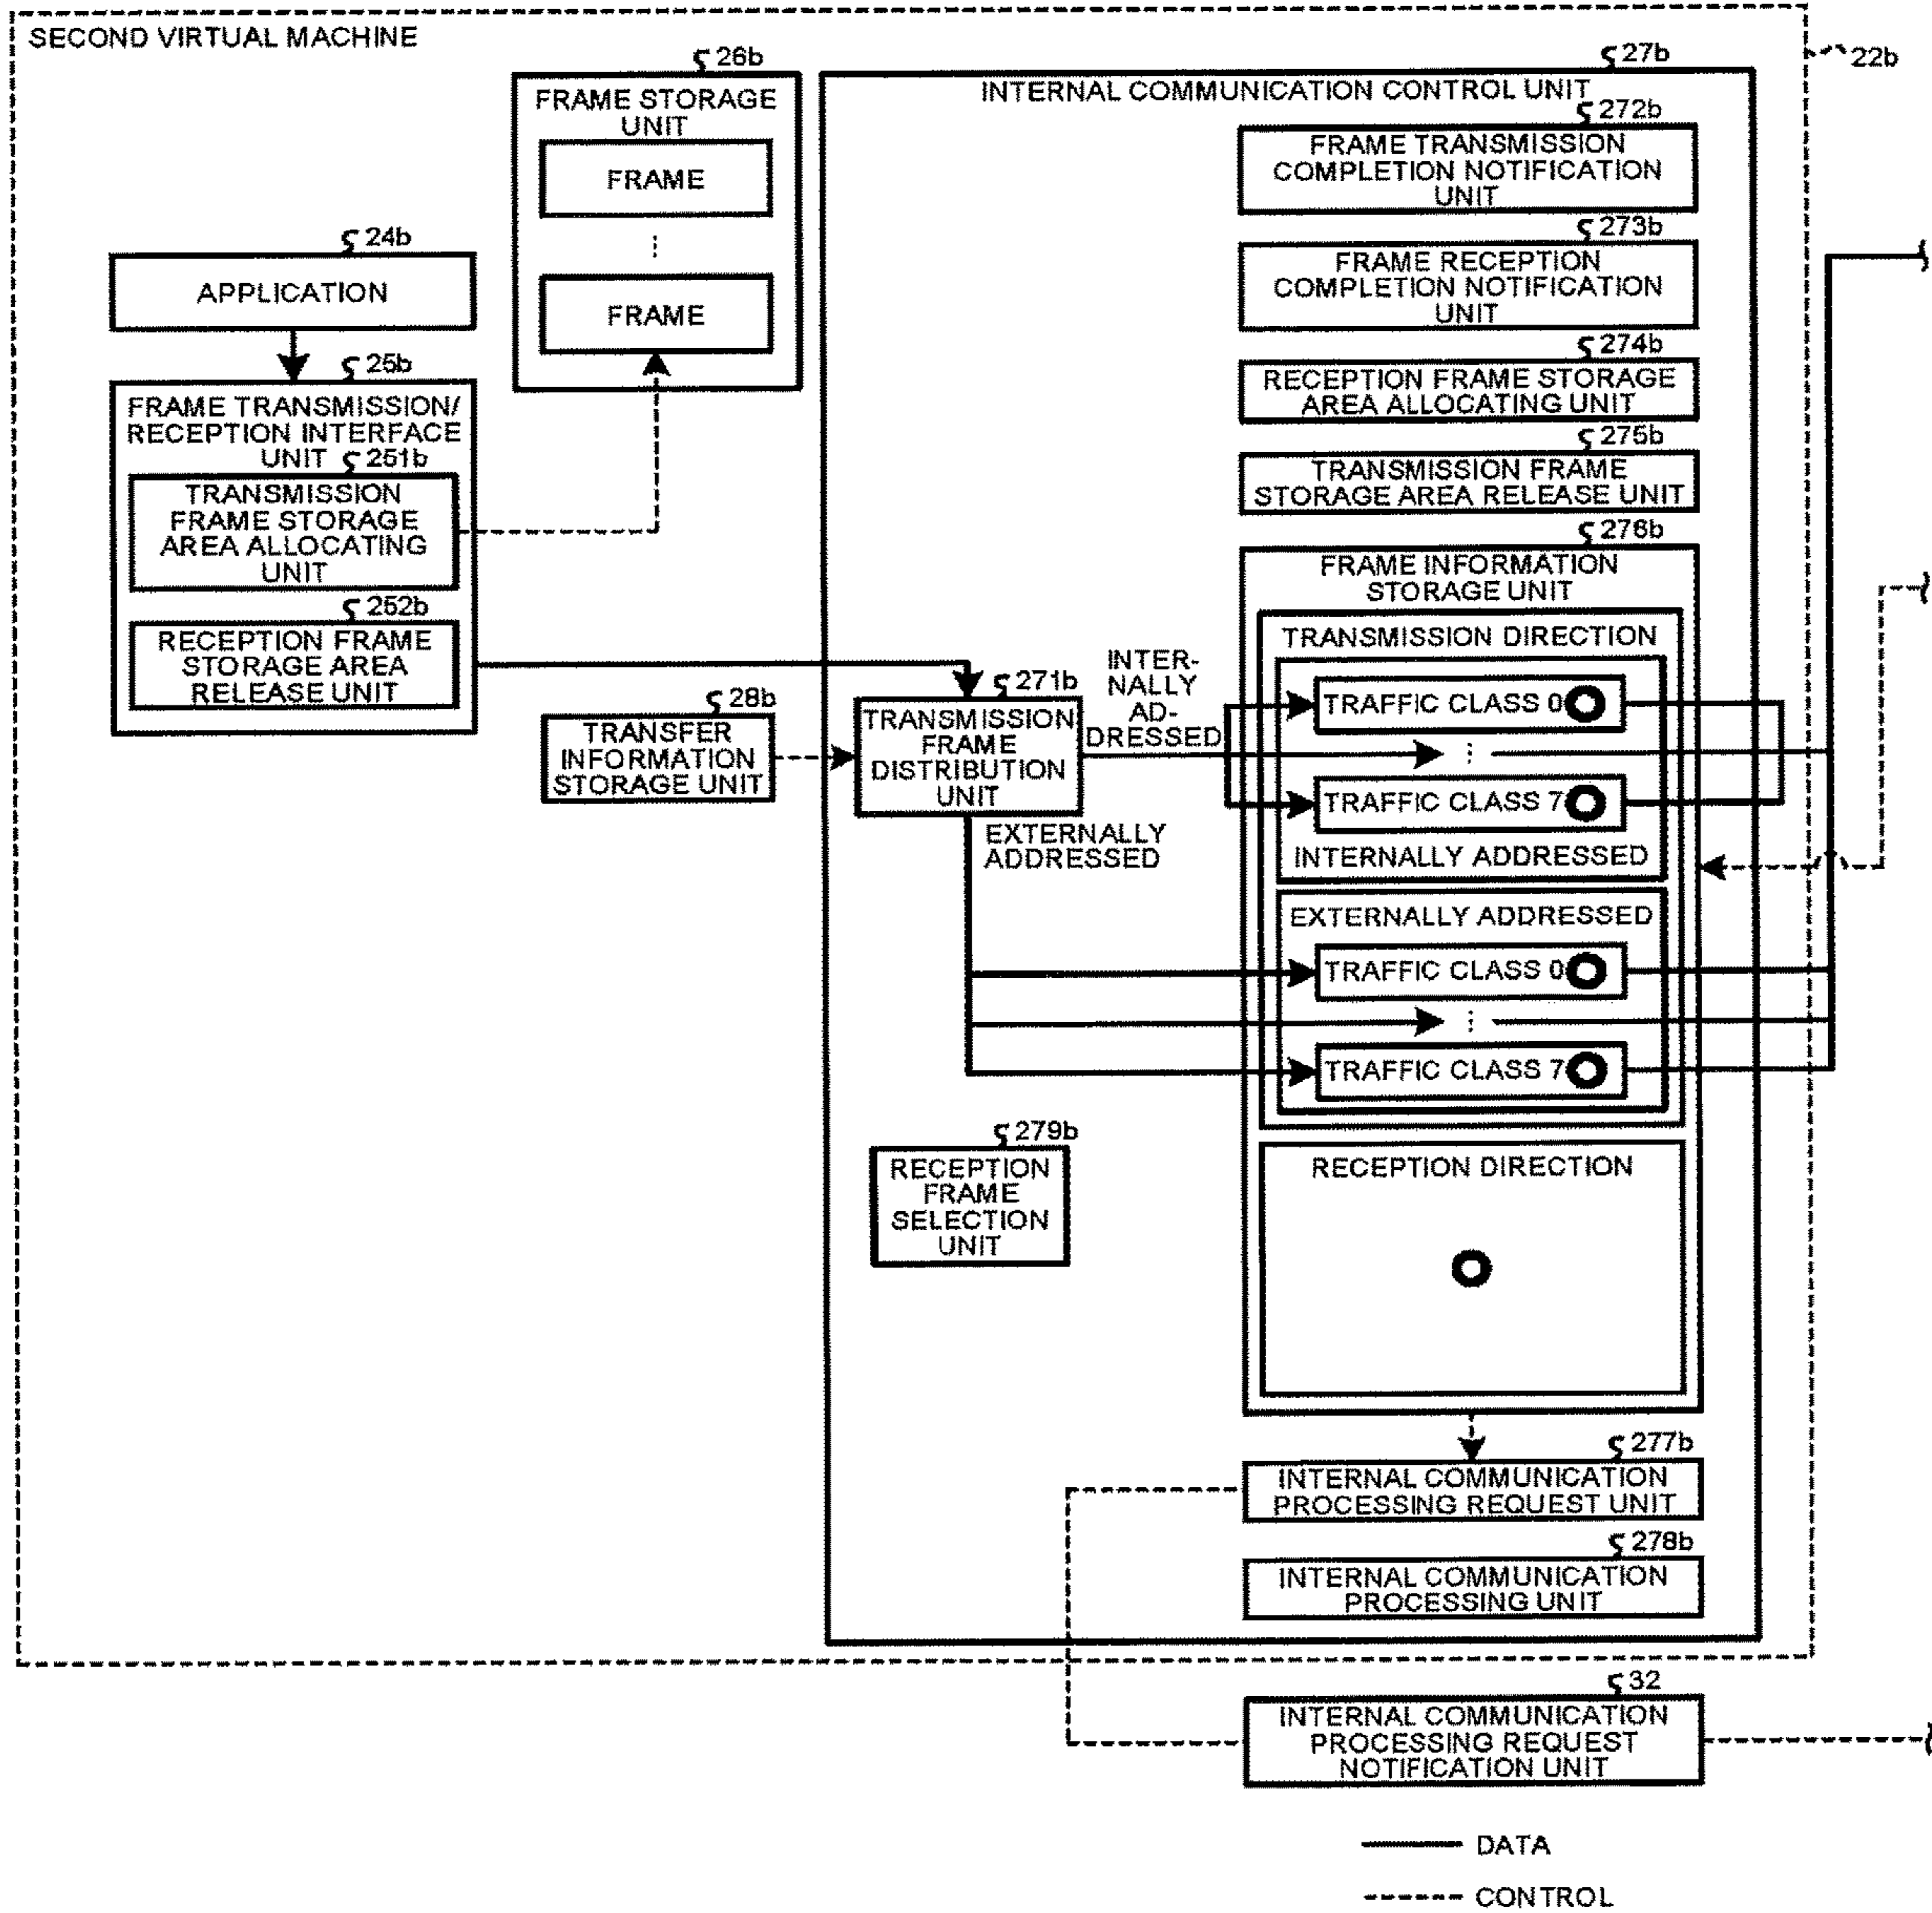 SECOND VIRTUAL MACHINE
22b
26b
FRAME STORAGE
UNIT
FRAME
⋮
FRAME
24b
APPLICATION
25b
FRAME TRANSMISSION/
RECEPTION INTERFACE
UNIT
251b
TRANSMISSION
FRAME STORAGE
AREA ALLOCATING
UNIT
252b
RECEPTION FRAME
STORAGE AREA
RELEASE UNIT
28b
TRANSFER
INFORMATION
STORAGE UNIT
27b
INTERNAL COMMUNICATION CONTROL UNIT
272b
FRAME TRANSMISSION
COMPLETION NOTIFICATION
UNIT
273b
FRAME RECEPTION
COMPLETION NOTIFICATION
UNIT
274b
RECEPTION FRAME STORAGE
AREA ALLOCATING UNIT
275b
TRANSMISSION FRAME
STORAGE AREA RELEASE UNIT
271b
TRANSMISSION
FRAME
DISTRIBUTION
UNIT
INTER-
NALLY
AD-
DRESSED
EXTERNALLY
ADDRESSED
276b
FRAME INFORMATION
STORAGE UNIT
TRANSMISSION DIRECTION
TRAFFIC CLASS 0
⋮
TRAFFIC CLASS 7
INTERNALLY ADDRESSED
EXTERNALLY ADDRESSED
TRAFFIC CLASS 0
⋮
TRAFFIC CLASS 7
RECEPTION DIRECTION
279b
RECEPTION
FRAME
SELECTION
UNIT
277b
INTERNAL COMMUNICATION
PROCESSING REQUEST UNIT
278b
INTERNAL COMMUNICATION
PROCESSING UNIT
32
INTERNAL COMMUNICATION
PROCESSING REQUEST
NOTIFICATION UNIT
DATA
CONTROL